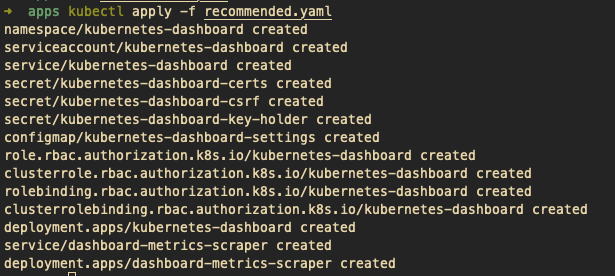 ➜ apps kubectl apply -f recommended.yaml
namespace/kubernetes-dashboard created
serviceaccount/kubernetes-dashboard created
service/kubernetes-dashboard created
secret/kubernetes-dashboard-certs created
secret/kubernetes-dashboard-csrf created
secret/kubernetes-dashboard-key-holder created
configmap/kubernetes-dashboard-settings created
role.rbac.authorization.k8s.io/kubernetes-dashboard created
clusterrole.rbac.authorization.k8s.io/kubernetes-dashboard created
rolebinding.rbac.authorization.k8s.io/kubernetes-dashboard created
clusterrolebinding.rbac.authorization.k8s.io/kubernetes-dashboard created
deployment.apps/kubernetes-dashboard created
service/dashboard-metrics-scraper created
deployment.apps/dashboard-metrics-scraper created